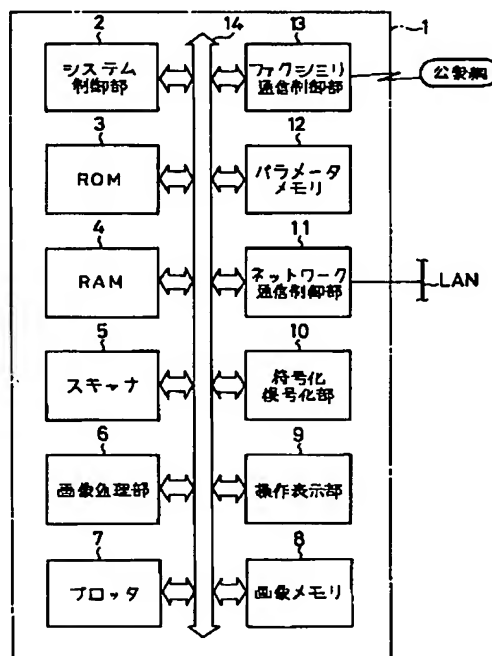 2
システム
制御部
3
ROM
4
RAM
5
スキャナ
6
画像処理部
7
プロッタ
14
13
ファクシミリ
通信制御部
12
パラメータ
メモリ
11
ネットワーク
通信制御部
10
符号化
復号化部
9
操作表示部
8
画像メモリ
1
公衆網
LAN